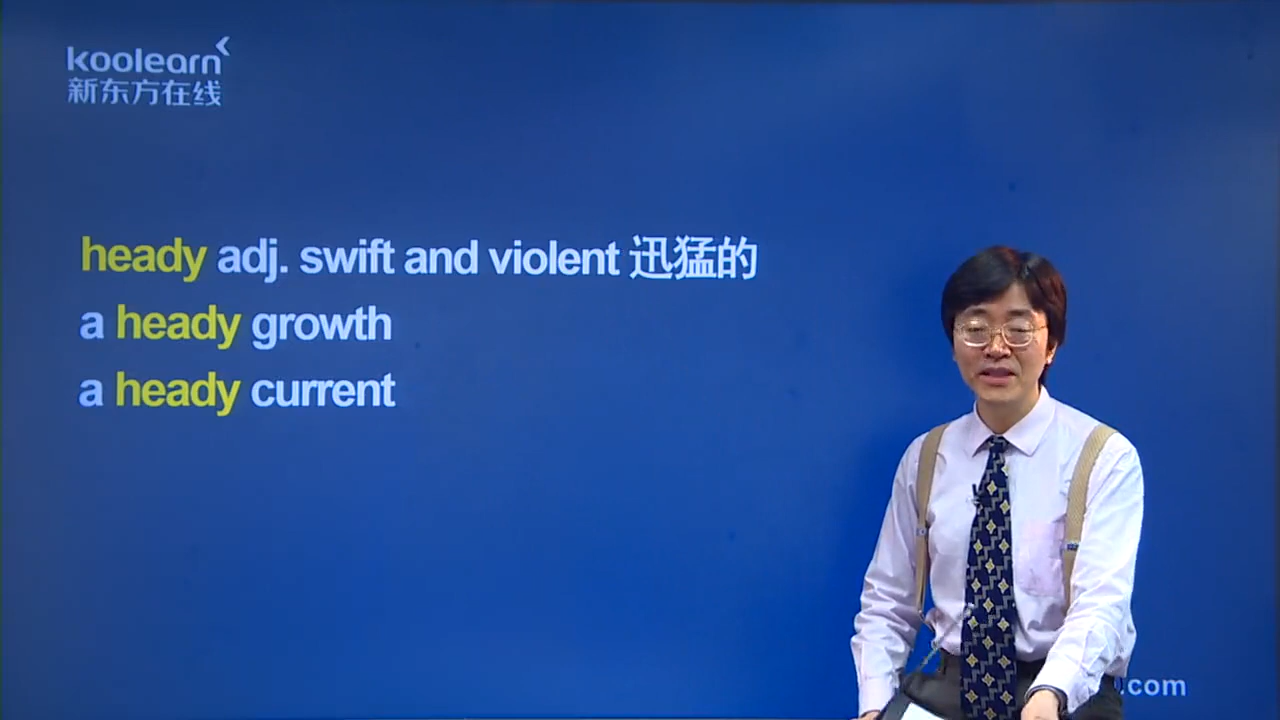 koolearn
新东方在线
heady adj. swift and violent 迅猛的
a heady growth
a heady current
.com